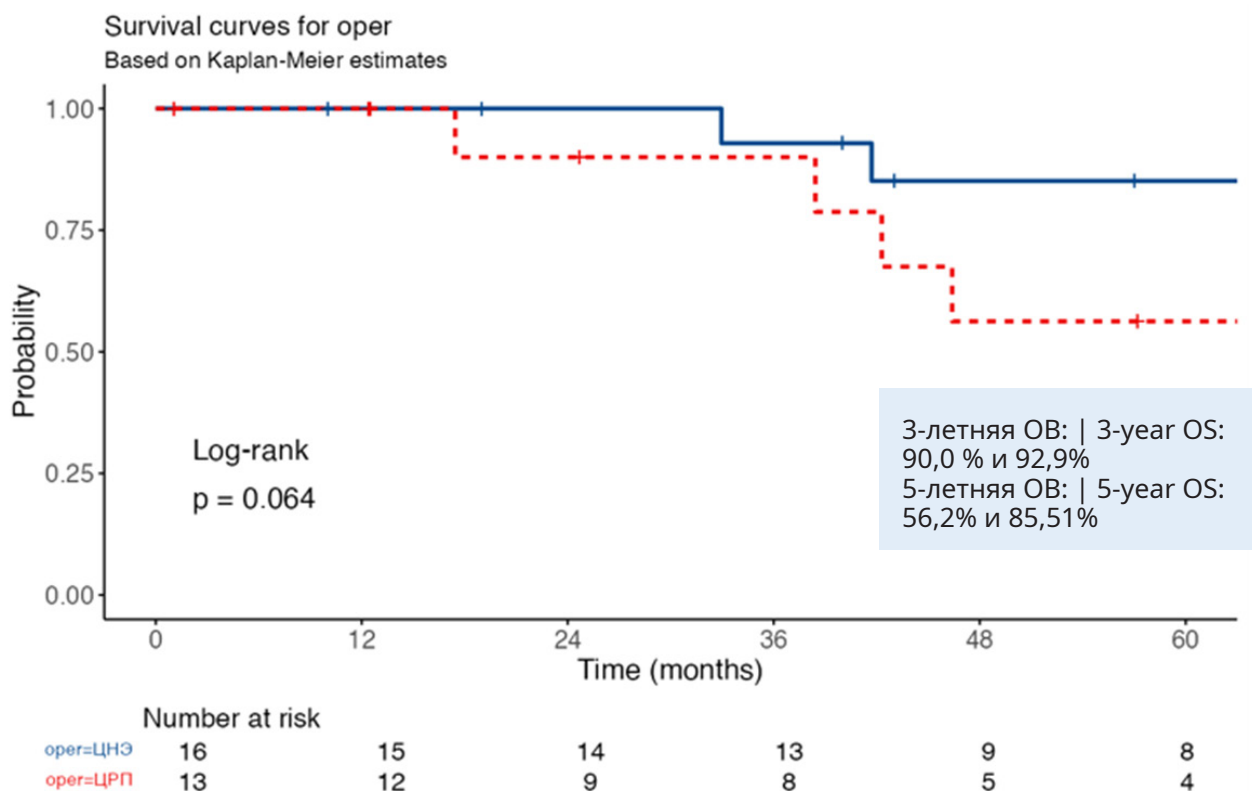 Survival curves for oper
Based on Kaplan-Meier estimates
1.00
0.75
0.50
0.25
0.00
Probability
Log-rank
p = 0.064
3-летняя ОВ: | 3-year OS:
90,0 % и 92,9%
5-летняя ОВ: | 5-year OS:
56,2% и 85,51%
0 12 24 36 48 60
Time (months)
Number at risk
oper=ЦНЭ 16 15 14 13 9 8
oper=ЦРП 13 12 9 8 5 4